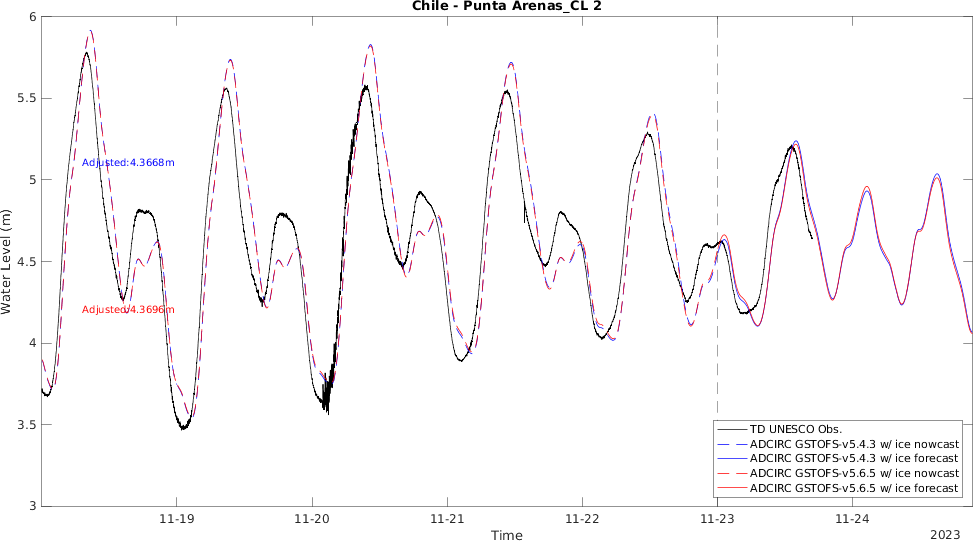 Chile - Punta Arenas_CL 2
6
5.5
5
4.5
4
3.5
3
Water Level (m)
Adjusted:4.3668m
Adjusted:4.3696m
TD UNESCO Obs.
ADCIRC GSTOFS-v5.4.3 w/ ice nowcast
ADCIRC GSTOFS-v5.4.3 w/ ice forecast
ADCIRC GSTOFS-v5.6.5 w/ ice nowcast
ADCIRC GSTOFS-v5.6.5 w/ ice forecast
11-19
11-20
11-21
11-22
11-23
11-24
Time
2023